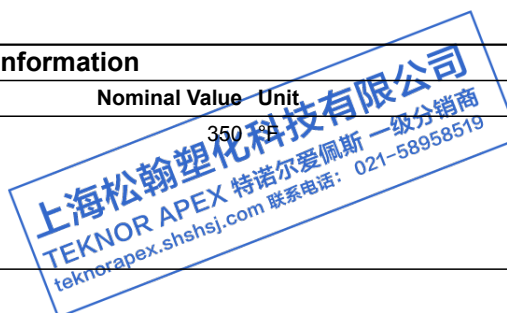 nformation
Nominal Value Unit
350 °F
上海松翰塑化科技有限公司
TEKNOR APEX 特诺尔爱佩斯 一级分销商
teknorapex.shshsj.com 联系电话: 021-58958519